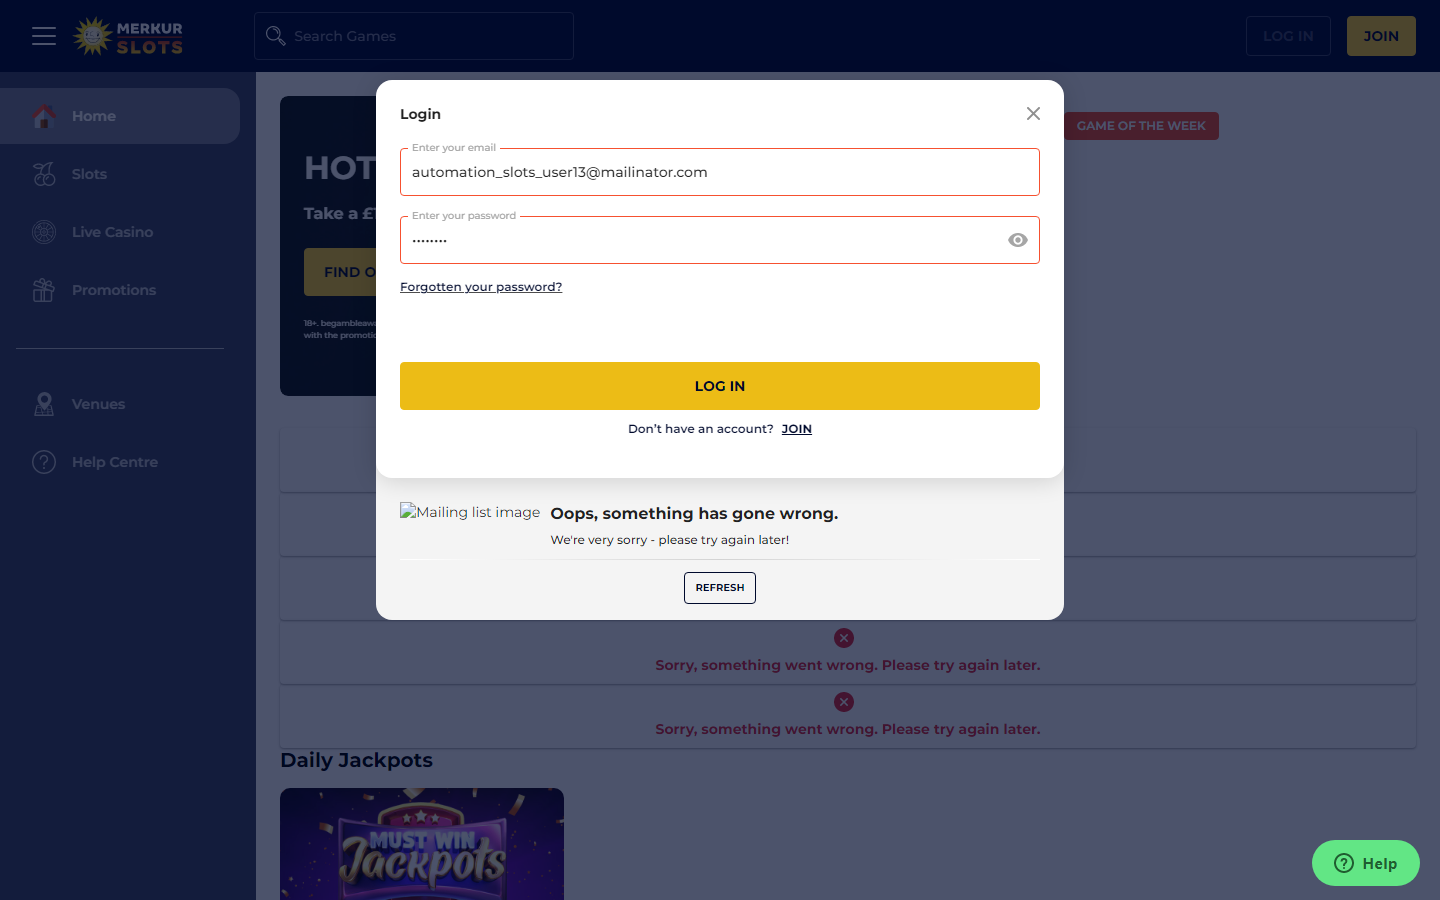 MERKUR
SLOTS
Search Games
LOG IN
JOIN
Home
Slots
Live Casino
Promotions
Venues
Help Centre
HOT
Take a £
FIND O
18+. begambleawa
with the promotio
GAME OF THE WEEK
Login
Enter your email
automation_slots_user13@mailinator.com
Enter your password
••••••••
Forgotten your password?
LOG IN
Don't have an account? JOIN
Mailing list image
Oops, something has gone wrong.
We're very sorry - please try again later!
REFRESH
Sorry, something went wrong. Please try again later.
Sorry, something went wrong. Please try again later.
Daily Jackpots
MUST WIN
Jackpots
Help